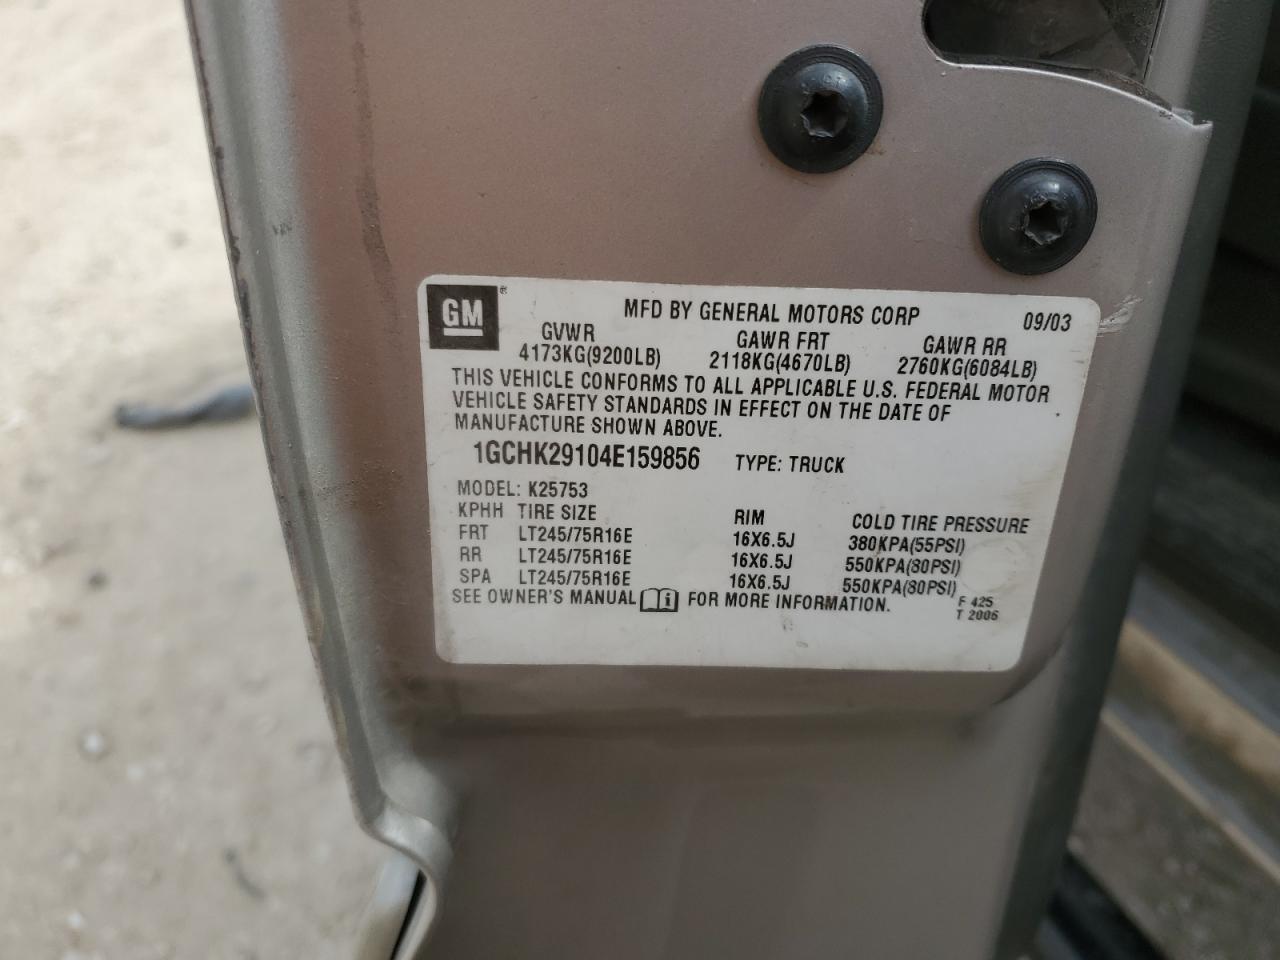 GM ® MFD BY GENERAL MOTORS CORP 09/03
GVWR GAWR FRT GAWR RR
4173KG(9200LB) 2118KG(4670LB) 2760KG(6084LB)
THIS VEHICLE CONFORMS TO ALL APPLICABLE U.S. FEDERAL MOTOR
VEHICLE SAFETY STANDARDS IN EFFECT ON THE DATE OF
MANUFACTURE SHOWN ABOVE.
1GCHK29104E159856 TYPE: TRUCK
MODEL: K25753
KPHH TIRE SIZE RIM COLD TIRE PRESSURE
FRT LT245/75R16E 16X6.5J 380KPA(55PSI)
RR LT245/75R16E 16X6.5J 550KPA(80PSI)
SPA LT245/75R16E 16X6.5J 550KPA(80PSI)
SEE OWNER'S MANUAL i FOR MORE INFORMATION.
F 425
T 2006